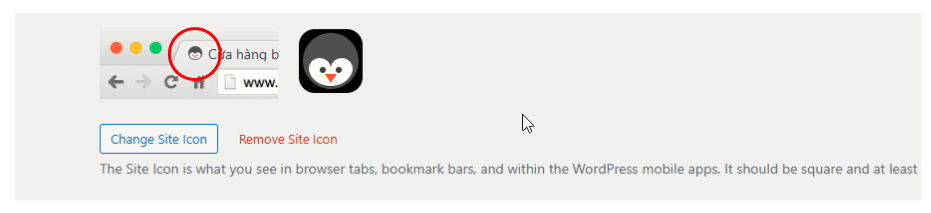 Cửa hàng b
www.
Change Site Icon Remove Site Icon
The Site Icon is what you see in browser tabs, bookmark bars, and within the WordPress mobile apps. It should be square and at least